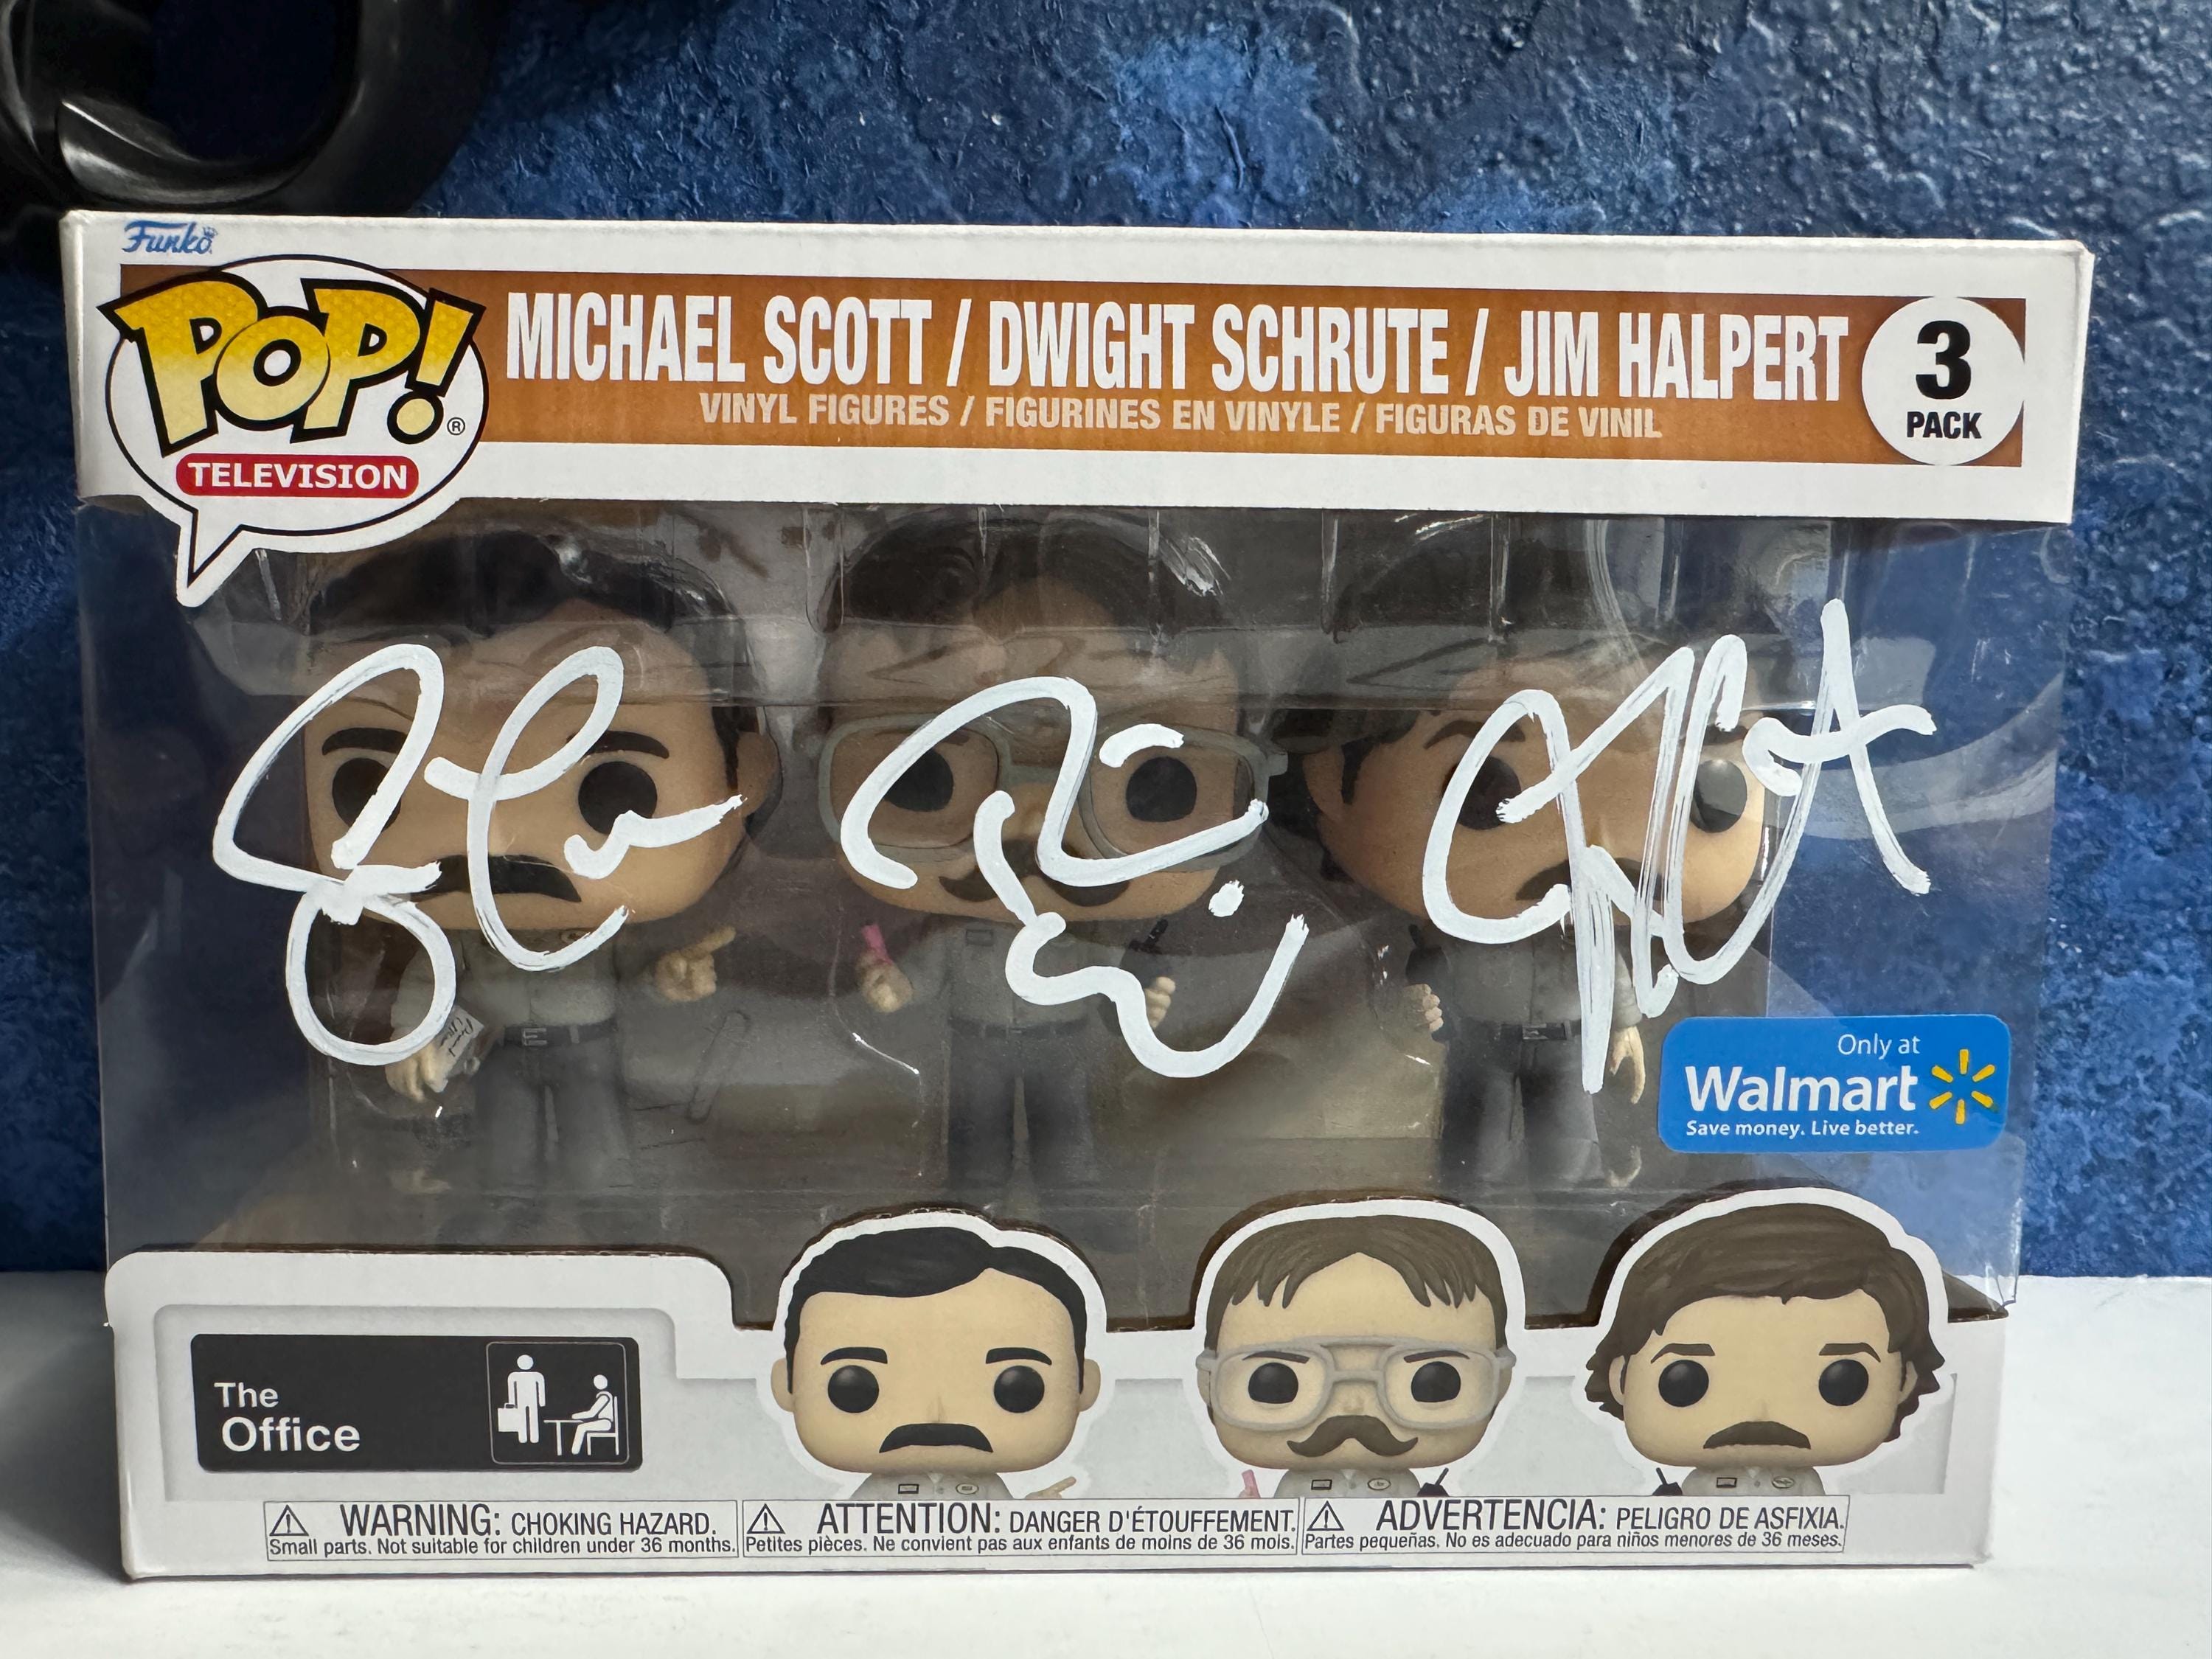 Funko
POP!®
TELEVISION
MICHAEL SCOTT / DWIGHT SCHRUTE / JIM HALPERT
VINYL FIGURES / FIGURINES EN VINYLE / FIGURAS DE VINIL
3
PACK
Only at
Walmart
Save money. Live better.
The
Office
WARNING: CHOKING HAZARD.
Small parts. Not suitable for children under 36 months.
ATTENTION: DANGER D'ÉTOUFFEMENT.
Petites pièces. Ne convient pas aux enfants de moins de 36 mois.
ADVERTENCIA: PELIGRO DE ASFIXIA.
Partes pequeñas. No es adecuado para niños menores de 36 meses.